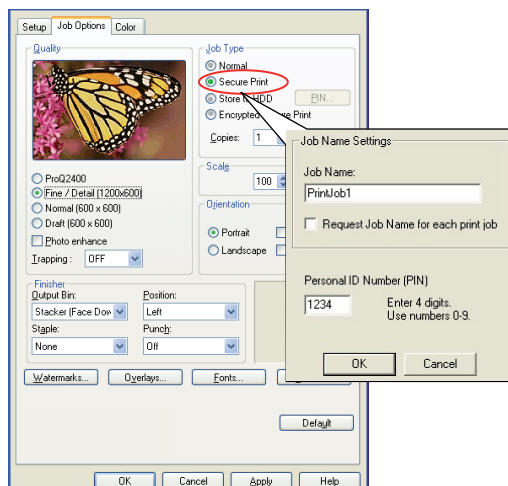 Setup
Job Options
Color
Quality
ProQ2400
Fine / Detail (1200x600)
Normal (600 x 600)
Draft (600 x 600)
Photo enhance
Trapping :
OFF
Job Type
Normal
Secure Print
Store HDD
PIN...
Encrypted Print
Copies:
1
Scale
100
Orientation
Portrait
Landscape
Finisher
Output Bin:
Position:
Stacker (Face Dow
Left
Staple:
Punch:
None
Off
Watermarks...
Overlays...
Fonts...
Default
OK
Cancel
Apply
Help
Job Name Settings
Job Name:
PrintJob1
Request Job Name for each print job
Personal ID Number (PIN)
1234
Enter 4 digits.
Use numbers 0-9.
OK
Cancel